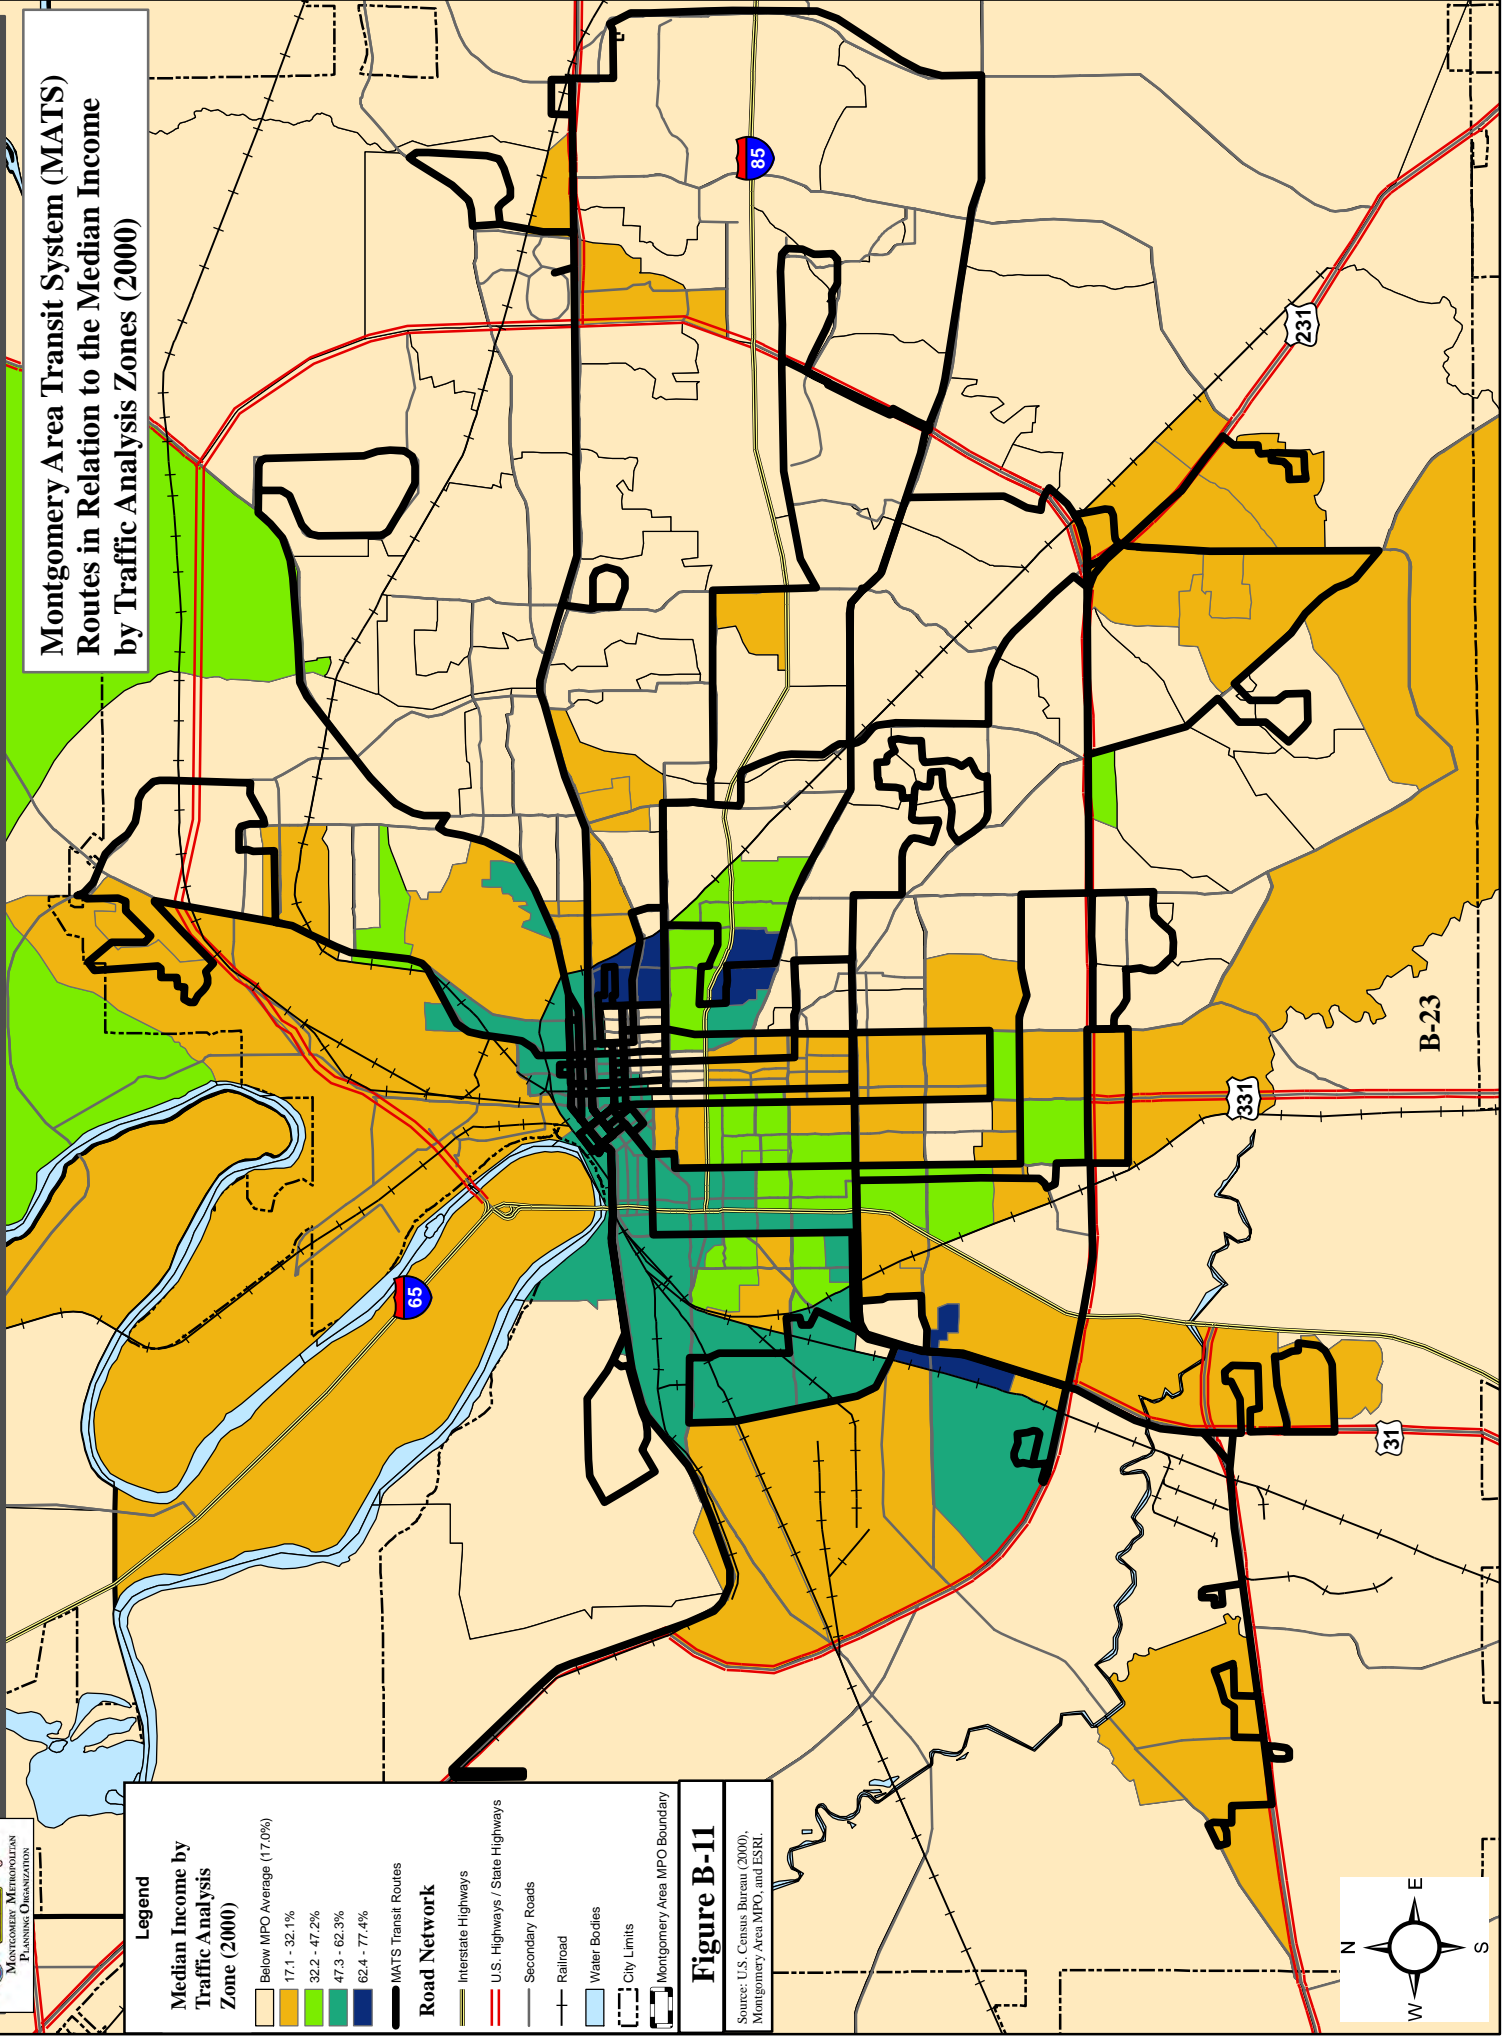 Montgomery Area Transit System (MATS)
Routes in Relation to the Median Income
by Traffic Analysis Zones (2000)
85
231
65
331
31
B-23
MONTGOMERY METROPOLITAN
PLANNING ORGANIZATION
Legend
Median Income by
Traffic Analysis
Zone (2000)
Below MPO Average (17.0%)
17.1 - 32.1%
32.2 - 47.2%
47.3 - 62.3%
62.4 - 77.4%
MATS Transit Routes
Road Network
Interstate Highways
U.S. Highways / State Highways
Secondary Roads
Railroad
Water Bodies
City Limits
Montgomery Area MPO Boundary
Figure B-11
Source: U.S. Census Bureau (2000),
Montgomery Area MPO, and ESRI.
N
W
E
S